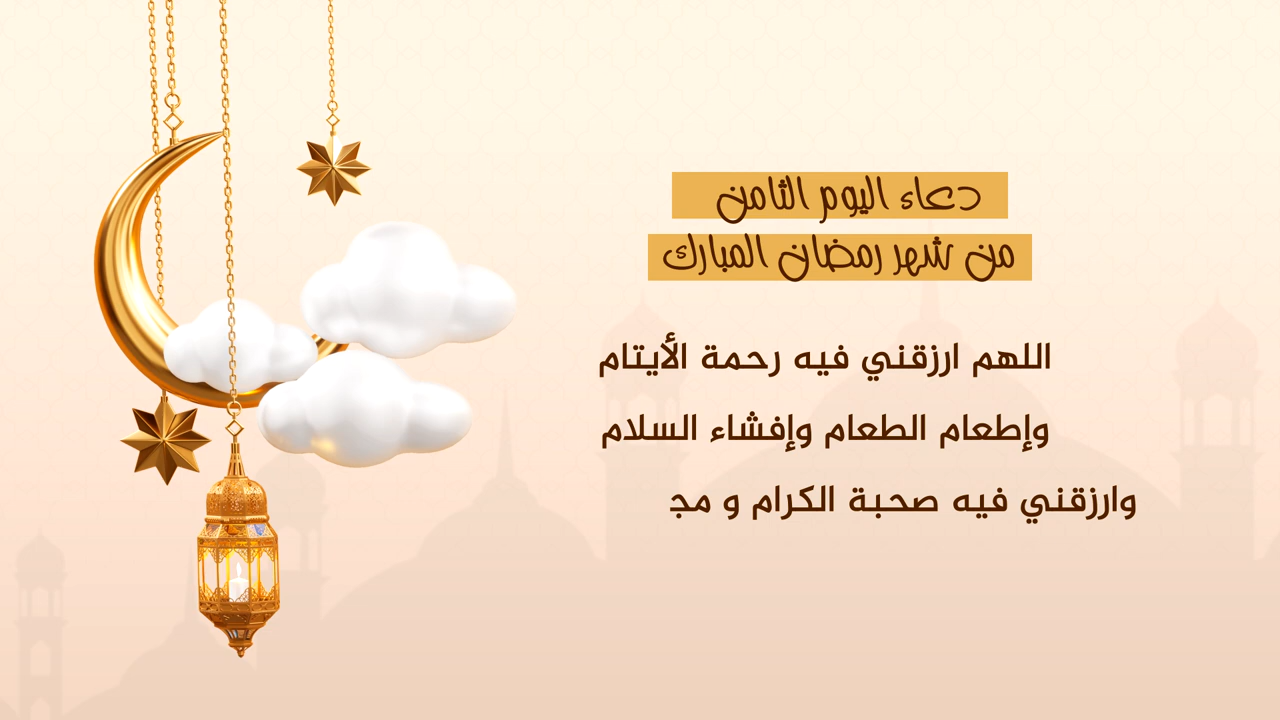 دعاء اليوم الثامن
من شهر رمضان المبارك
اللهم ارزقني فيه رحمة الأيتام
وإطعام الطعام وإفشاء السلام
وارزقني فيه صحبة الكرام و مجـ